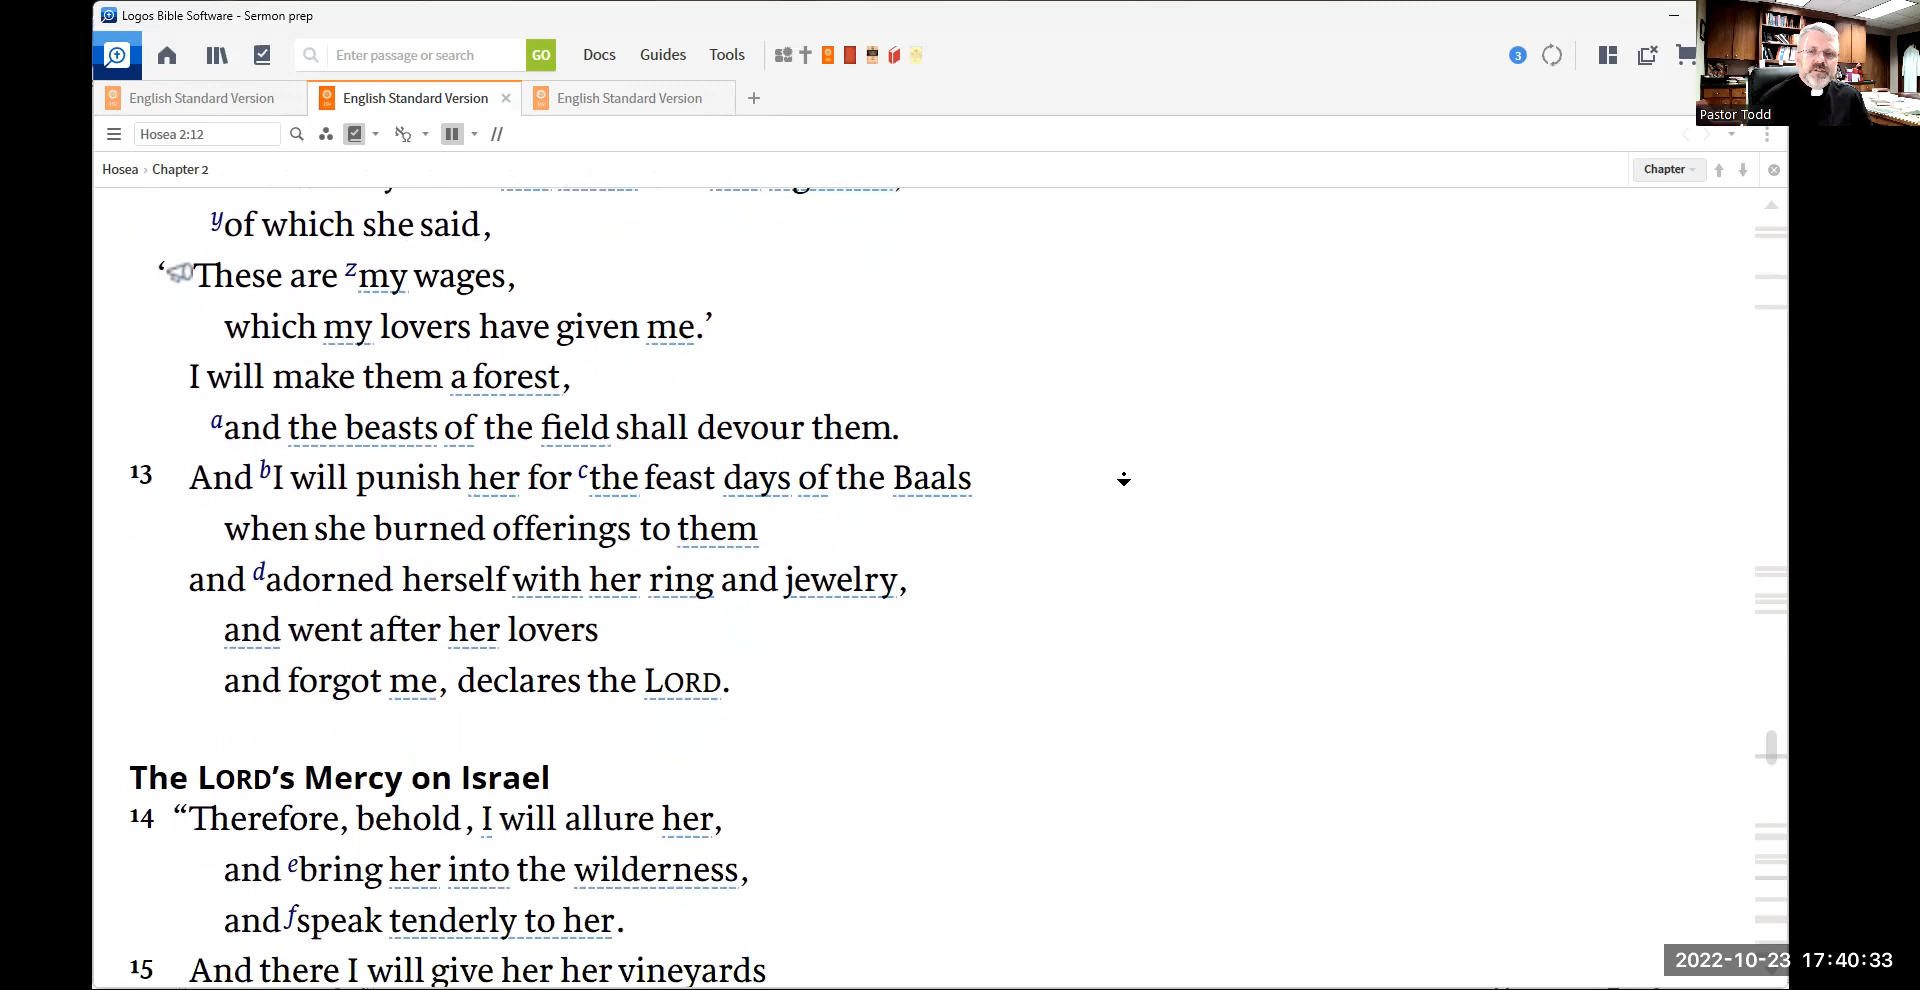 Logos Bible Software - Sermon prep
Enter passage or search GO Docs Guides Tools 3
English Standard Version English Standard Version English Standard Version
Pastor Todd
Hosea 2:12
Hosea › Chapter 2 Chapter
y of which she said,
‘These are z my wages,
which my lovers have given me.’
I will make them a forest,
a and the beasts of the field shall devour them.
13 And b I will punish her for c the feast days of the Baals
when she burned offerings to them
and d adorned herself with her ring and jewelry,
and went after her lovers
and forgot me, declares the LORD.
The LORD’s Mercy on Israel
14 “Therefore, behold, I will allure her,
and e bring her into the wilderness,
and f speak tenderly to her.
15 And there I will give her her vineyards
2022-10-23 17:40:33